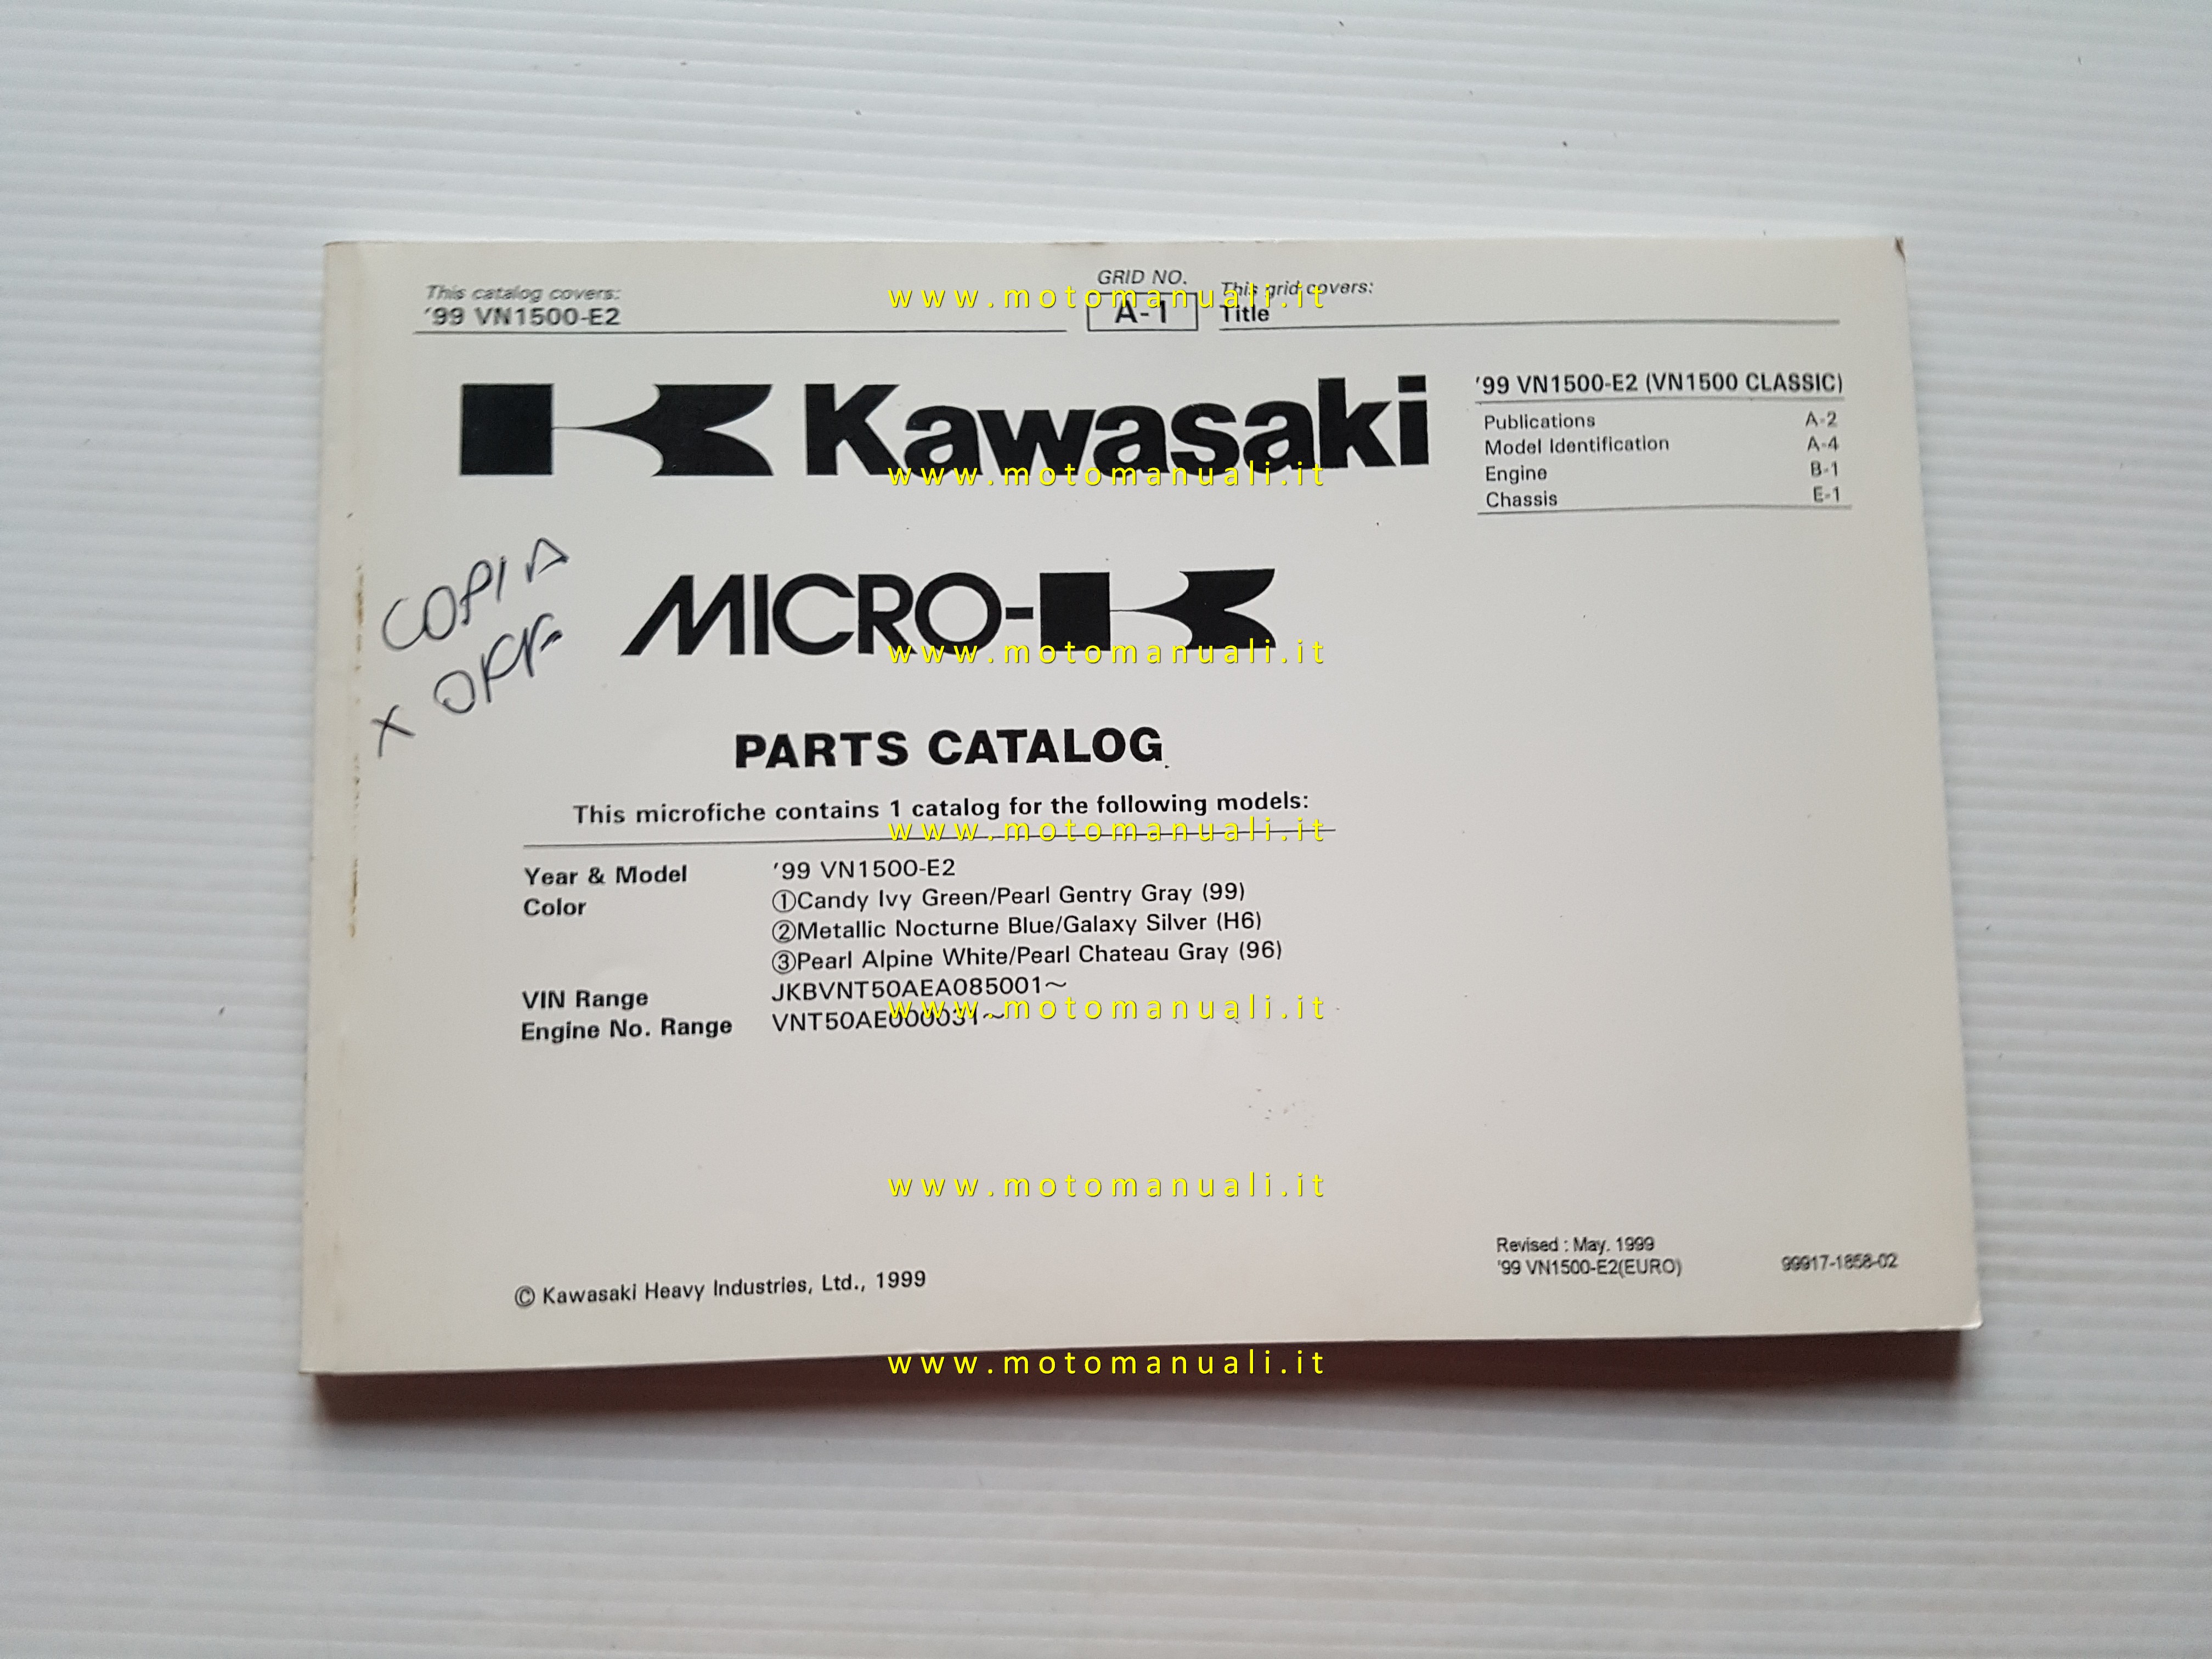 This catalog covers:
'99 VN1500-E2
GRID NO.
A-1
This grid covers:
Title
Kawasaki
'99 VN1500-E2 (VN1500 CLASSIC)
Publications A-2
Model Identification A-4
Engine B-1
Chassis E-1
COPIA
X OFF.
MICRO-K
PARTS CATALOG
This microfiche contains 1 catalog for the following models:
Year & Model '99 VN1500-E2
Color ①Candy Ivy Green/Pearl Gentry Gray (99)
②Metallic Nocturne Blue/Galaxy Silver (H6)
③Pearl Alpine White/Pearl Chateau Gray (96)
VIN Range JKBVNT50AEA085001~
Engine No. Range VNT50AE000031~
© Kawasaki Heavy Industries, Ltd., 1999
Revised : May. 1999
'99 VN1500-E2(EURO)
99917-1858-02
www.motomanuali.it
www.motomanuali.it
www.motomanuali.it
www.motomanuali.it
www.motomanuali.it
www.motomanuali.it
www.motomanuali.it